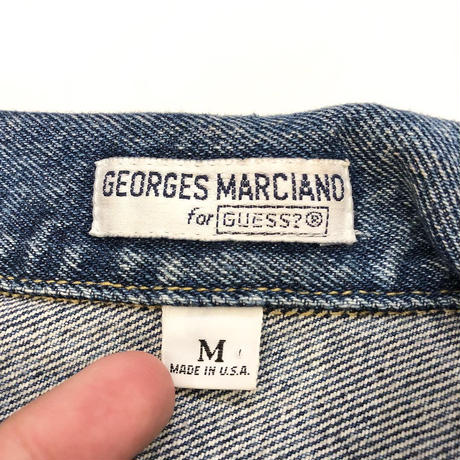 GEORGES MARCIANO
for GUESS?®
M
MADE IN U.S.A.